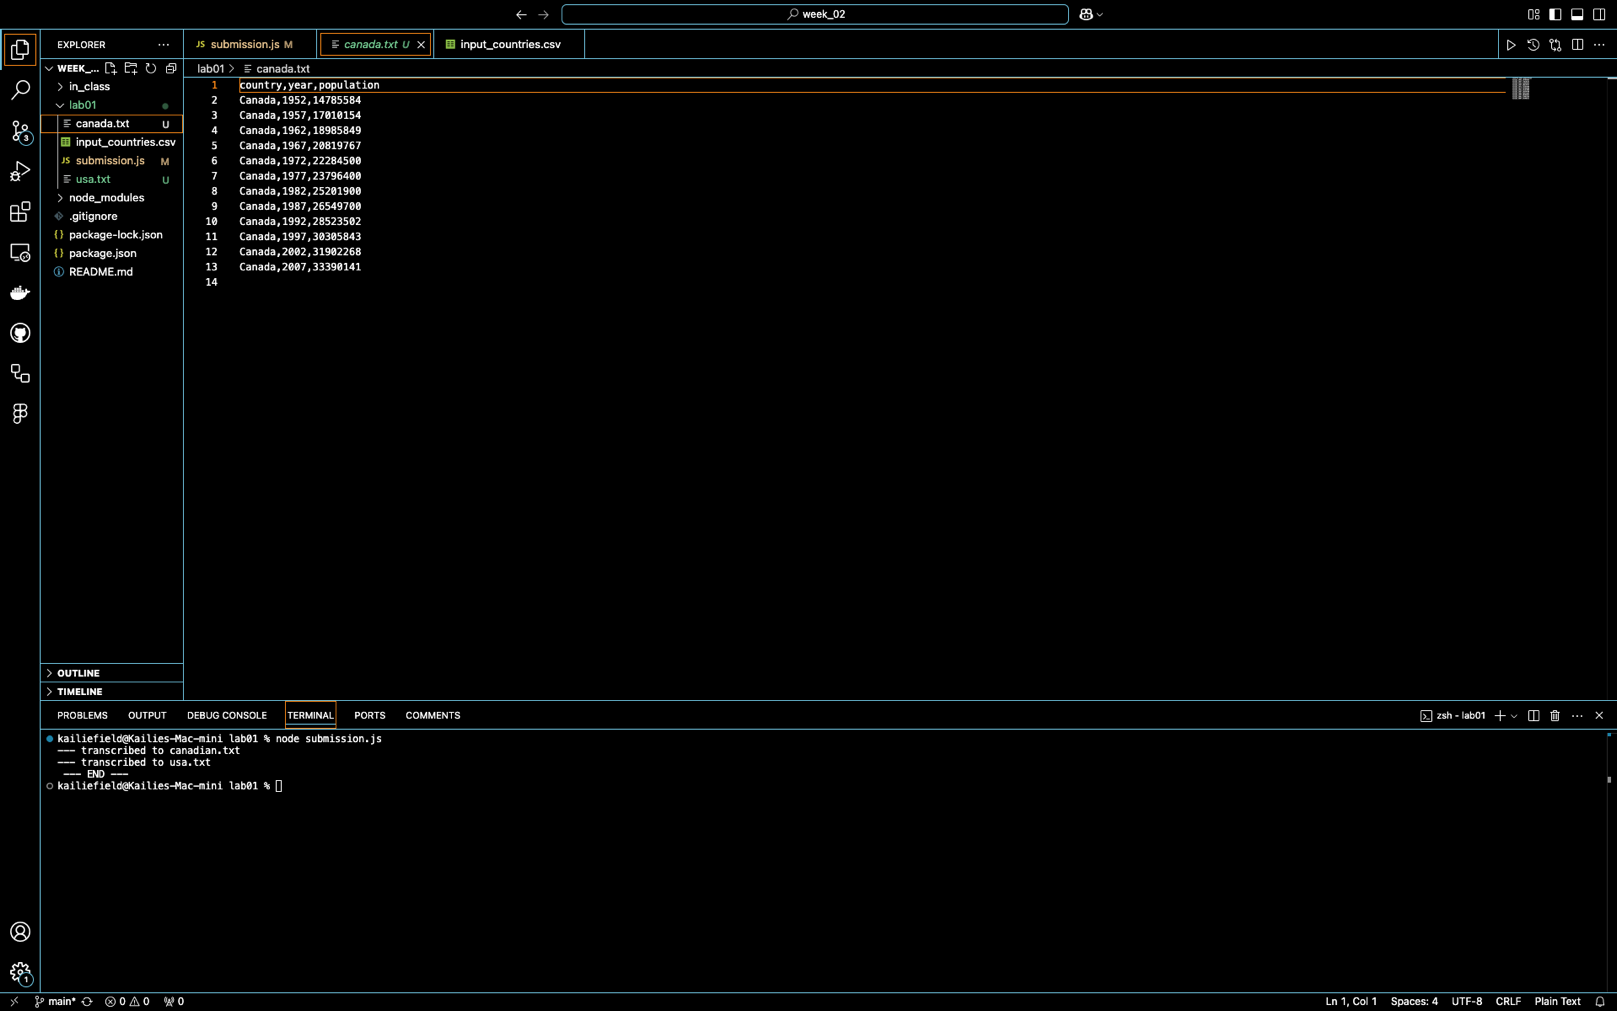 week_02
EXPLORER
WEEK_...
in_class
lab01
canada.txt U
input_countries.csv
JS submission.js M
usa.txt U
node_modules
.gitignore
{} package-lock.json
{} package.json
README.md
OUTLINE
TIMELINE
3
1
JS submission.js M
canada.txt U
input_countries.csv
lab01 > canada.txt
1 country,year,population
2 Canada,1952,14785584
3 Canada,1957,17010154
4 Canada,1962,18985849
5 Canada,1967,20819767
6 Canada,1972,22284500
7 Canada,1977,23796400
8 Canada,1982,25201900
9 Canada,1987,26549700
10 Canada,1992,28523502
11 Canada,1997,30305843
12 Canada,2002,31902268
13 Canada,2007,33390141
14
PROBLEMS OUTPUT DEBUG CONSOLE TERMINAL PORTS COMMENTS
zsh - lab01
kailiefield@Kailies-Mac-mini lab01 % node submission.js
--- transcribed to canadian.txt
--- transcribed to usa.txt
--- END ---
kailiefield@Kailies-Mac-mini lab01 %
main* 0 0 0
Ln 1, Col 1 Spaces: 4 UTF-8 CRLF Plain Text